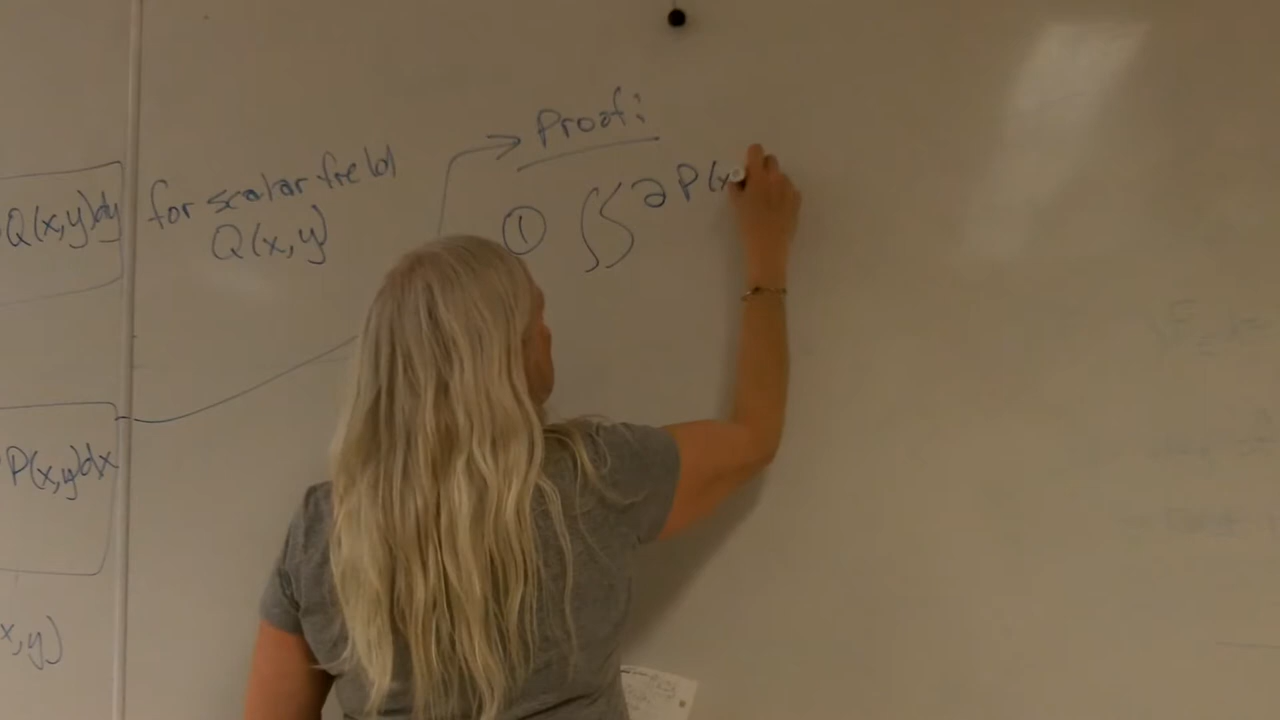 Proof:
for scalar field
Q(x,y)dy
Q(x,y)
① ∬ ∂P(x
P(x,y)dx
x,y)